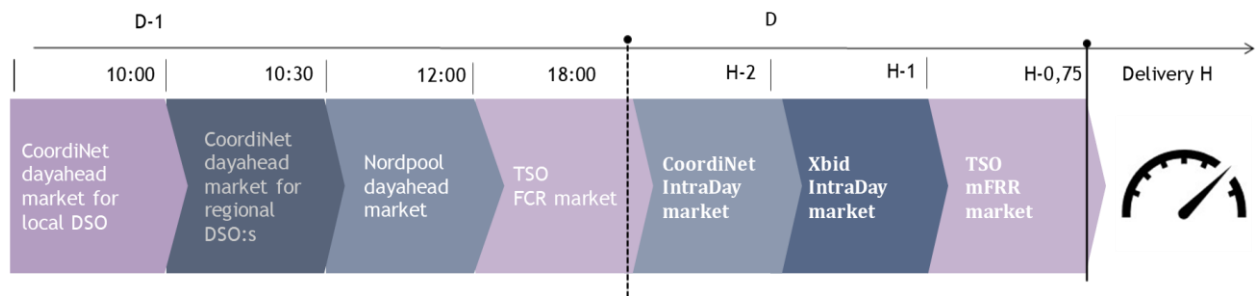 D-1
D
10:00
10:30
12:00
18:00
H-2
H-1
H-0,75
Delivery H
CoordiNet
dayahead
market for
local DSO
CoordiNet
dayahead
market for
regional
DSO:s
Nordpool
dayahead
market
TSO
FCR market
CoordiNet
IntraDay
market
Xbid
IntraDay
market
TSO
mFRR
market